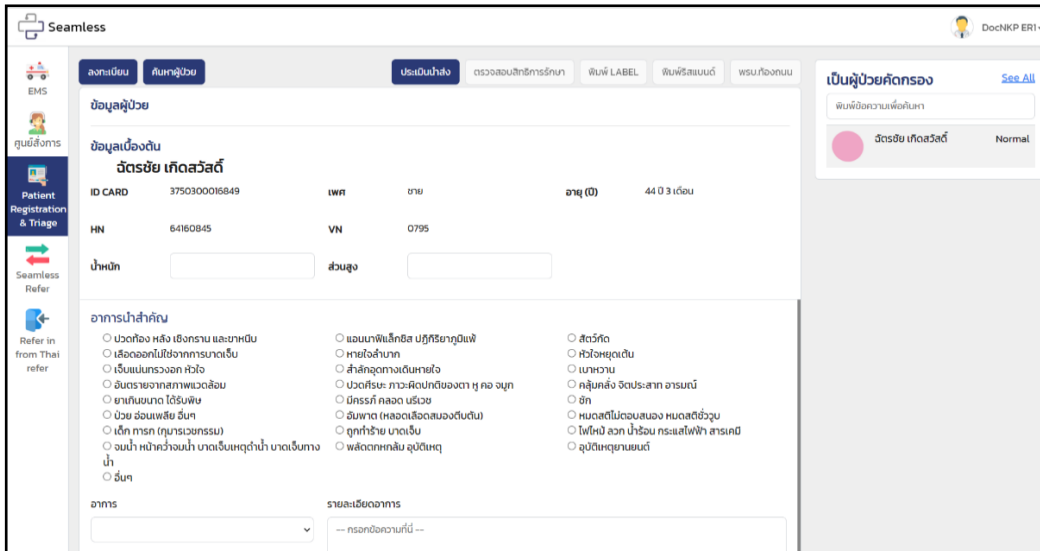 Seamless
DocNKP ER1
EMS
ศูนย์สั่งการ
Patient
Registration
& Triage
Seamless
Refer
Refer in
from Thai
refer
ลงทะเบียน ค้นหาผู้ป่วย ประเมินนำส่ง ตรวจสอบสิทธิการรักษา พิมพ์ LABEL พิมพ์ริสแบนด์ พรบ.ท้องถนน
ข้อมูลผู้ป่วย
ข้อมูลเบื้องต้น
ฉัตรชัย เกิดสวัสดิ์
ID CARD 3750300016849 เพศ ชาย อายุ (ปี) 44 ปี 3 เดือน
HN 64160845 VN 0795
น้ำหนัก ส่วนสูง
อาการนำสำคัญ
ปวดท้อง หลัง เชิงกราน และขาหนีบ แอนนาฟิแล็กซิส ปฏิกิริยาภูมิแพ้ สัตว์กัด
เลือดออกไม่ใช่จากการบาดเจ็บ หายใจลำบาก หัวใจหยุดเต้น
เจ็บแน่นทรวงอก หัวใจ สำลักอุดทางเดินหายใจ เบาหวาน
อันตรายจากสภาพแวดล้อม ปวดศีรษะ ภาวะผิดปกติของตา หู คอ จมูก คลุ้มคลั่ง จิตประสาท อารมณ์
ยาเกินขนาด ได้รับพิษ มีครรภ์ คลอด นรีเวช ชัก
ป่วย อ่อนเพลีย อื่นๆ อัมพาต (หลอดเลือดสมองตีบตัน) หมดสติไม่ตอบสนอง หมดสติชั่ววูบ
เด็ก ทารก (กุมารเวชกรรม) ถูกทำร้าย บาดเจ็บ ไฟไหม้ ลวก น้ำร้อน กระแสไฟฟ้า สารเคมี
จมน้ำ หน้าคว่ำจมน้ำ บาดเจ็บเหตุดำน้ำ บาดเจ็บทาง พลัดตกหกล้ม อุบัติเหตุ อุบัติเหตุยานยนต์
น้ำ
อื่นๆ
อาการ รายละเอียดอาการ
-- กรอกข้อความที่นี่ --
เป็นผู้ป่วยคัดกรอง See All
พิมพ์ข้อความเพื่อค้นหา
ฉัตรชัย เกิดสวัสดิ์ Normal